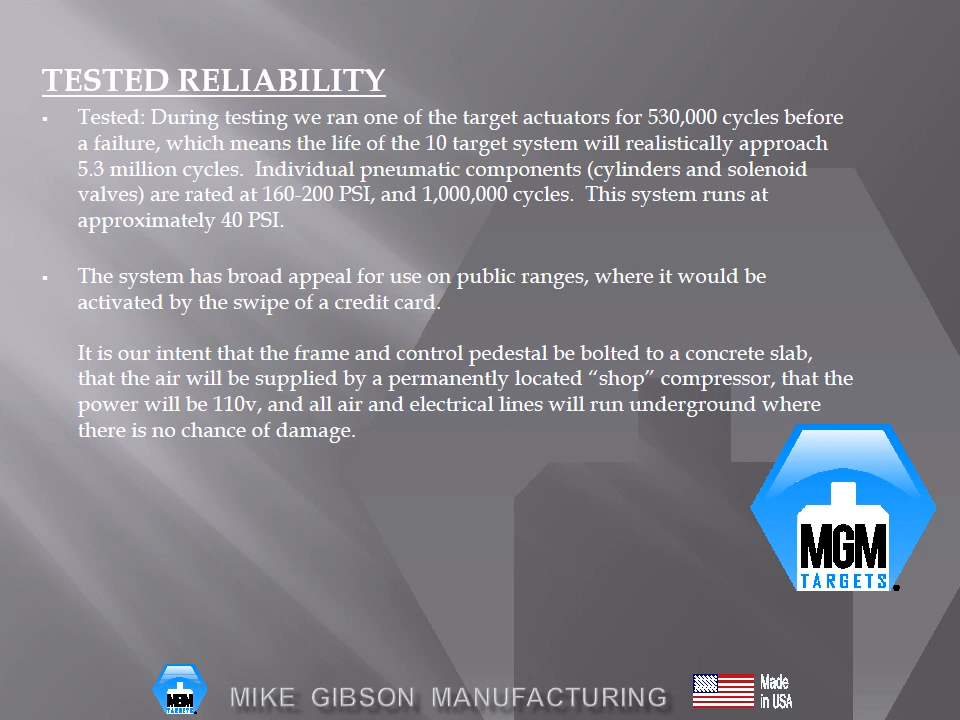 TESTED RELIABILITY
▪ Tested: During testing we ran one of the target actuators for 530,000 cycles before
a failure, which means the life of the 10 target system will realistically approach
5.3 million cycles.  Individual pneumatic components (cylinders and solenoid
valves) are rated at 160-200 PSI, and 1,000,000 cycles.  This system runs at
approximately 40 PSI.
▪ The system has broad appeal for use on public ranges, where it would be
activated by the swipe of a credit card.
It is our intent that the frame and control pedestal be bolted to a concrete slab,
that the air will be supplied by a permanently located “shop” compressor, that the
power will be 110v, and all air and electrical lines will run underground where
there is no chance of damage.
MGM
TARGETS
MGM
TARGETS
MIKE GIBSON MANUFACTURING
Made
in USA